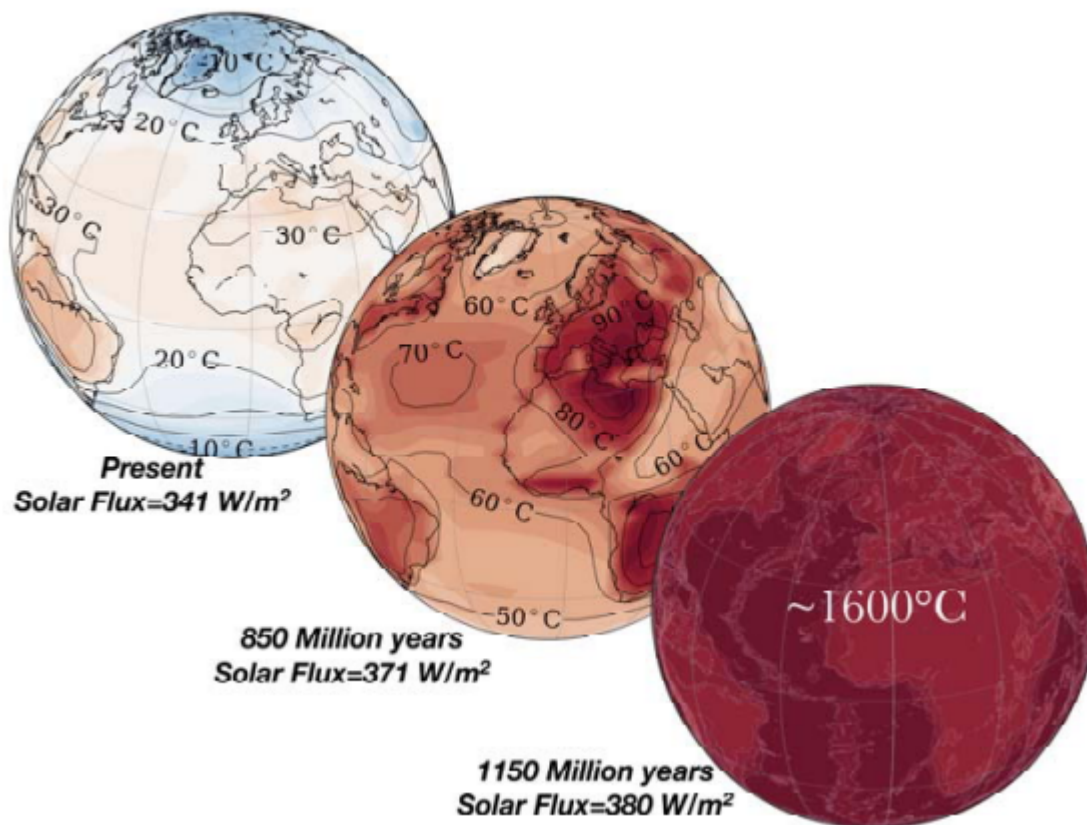 -10°C
20°C
30°C
30°C
20°C
10°C
Present
Solar Flux=341 W/m²
60°C
90°C
70°C
80°C
60°C
60°C
50°C
850 Million years
Solar Flux=371 W/m²
~1600°C
1150 Million years
Solar Flux=380 W/m²